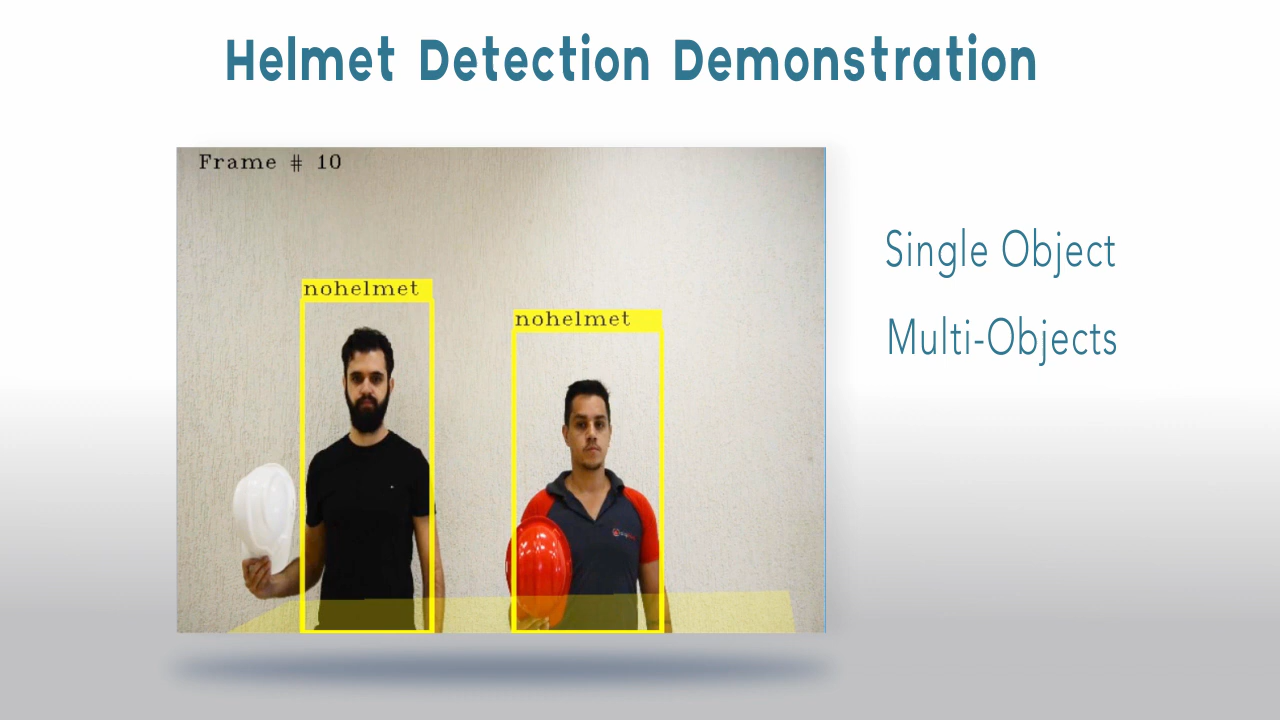 Helmet Detection Demonstration
Frame # 10
nohelmet
nohelmet
Single Object
Multi-Objects